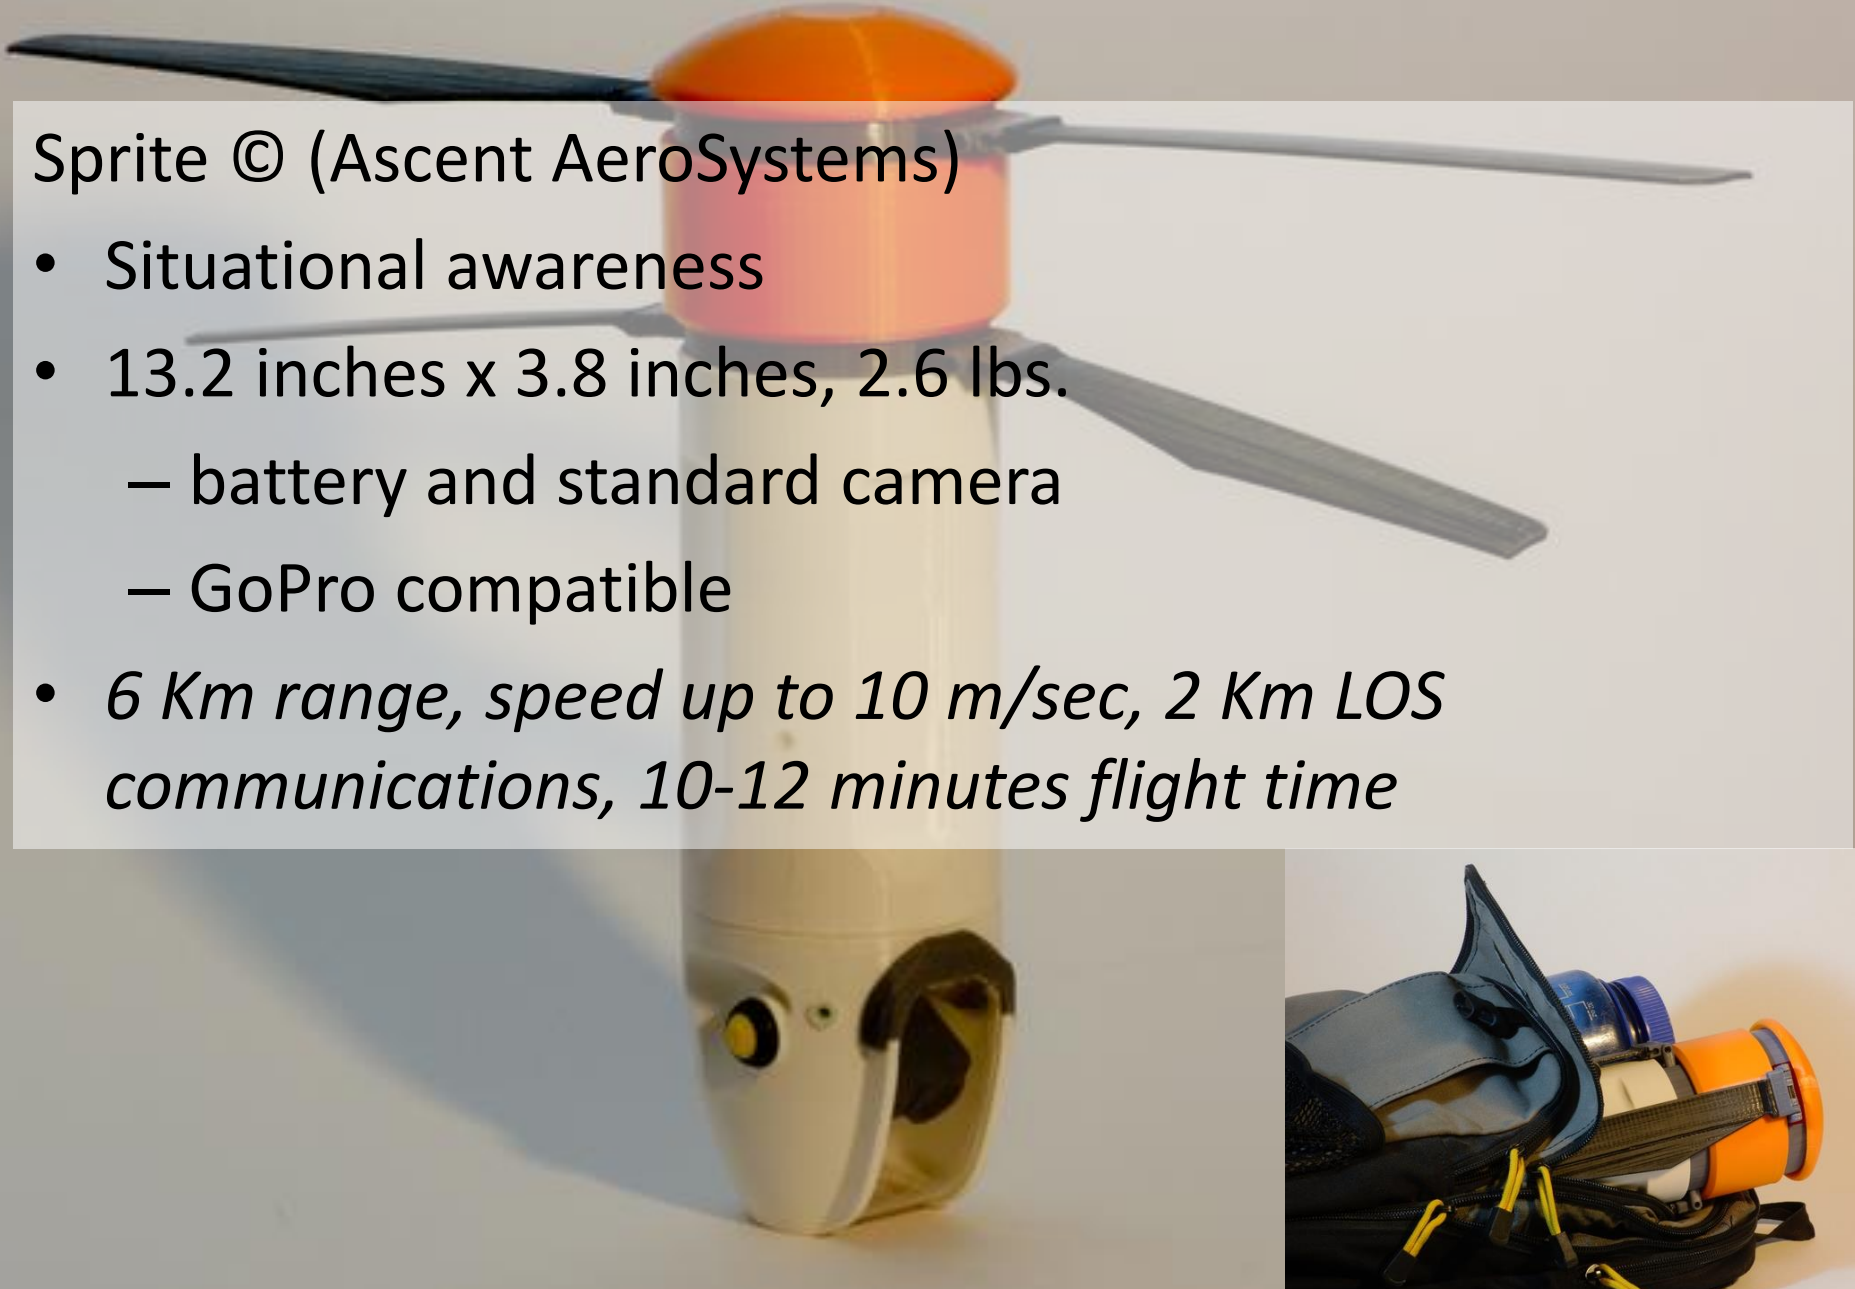 Sprite © (Ascent AeroSystems)
• Situational awareness
• 13.2 inches x 3.8 inches, 2.6 lbs.
– battery and standard camera
– GoPro compatible
• 6 Km range, speed up to 10 m/sec, 2 Km LOS
communications, 10-12 minutes flight time